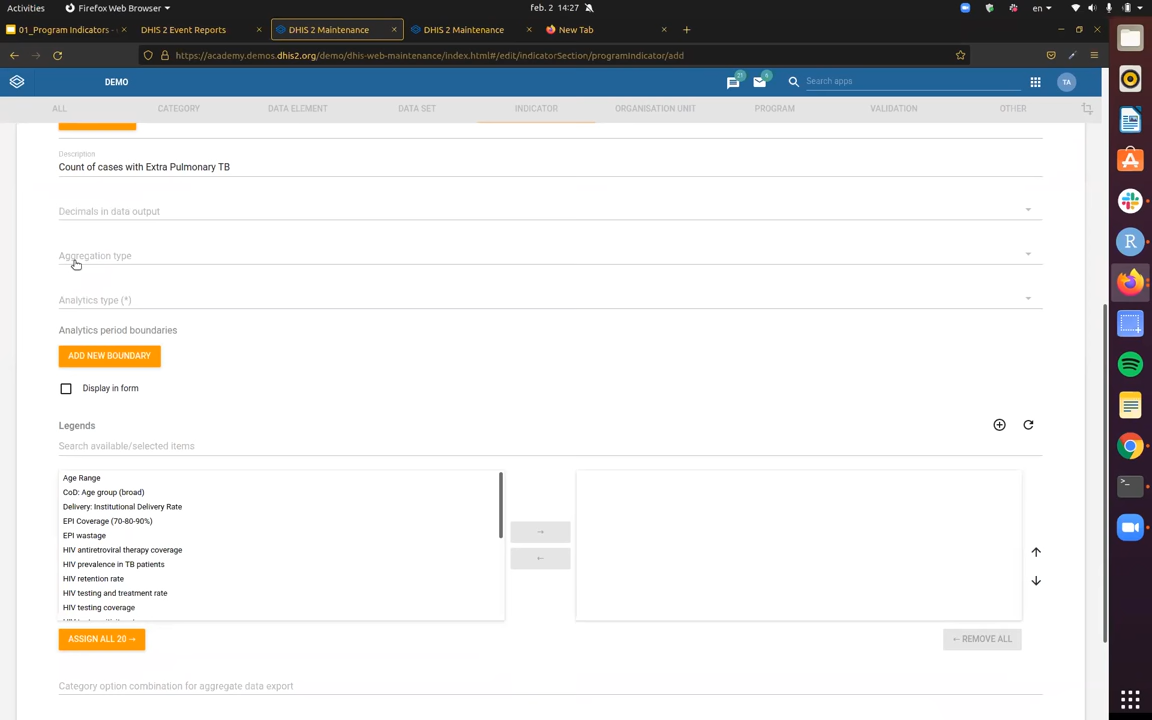 Activities
Firefox Web Browser
feb. 2 14:27
en
01_Program Indicators -
DHIS 2 Event Reports
DHIS 2 Maintenance
DHIS 2 Maintenance
New Tab
https://academy.demos.dhis2.org/demo/dhis-web-maintenance/index.html#/edit/indicatorSection/programIndicator/add
DEMO
Search apps
TA
ALL
CATEGORY
DATA ELEMENT
DATA SET
INDICATOR
ORGANISATION UNIT
PROGRAM
VALIDATION
OTHER
Description
Count of cases with Extra Pulmonary TB
Decimals in data output
Aggregation type
Analytics type (*)
Analytics period boundaries
ADD NEW BOUNDARY
Display in form
Legends
Search available/selected items
Age Range
CoD: Age group (broad)
Delivery: Institutional Delivery Rate
EPI Coverage (70-80-90%)
EPI wastage
HIV antiretroviral therapy coverage
HIV prevalence in TB patients
HIV retention rate
HIV testing and treatment rate
HIV testing coverage
ASSIGN ALL 20 →
← REMOVE ALL
Category option combination for aggregate data export